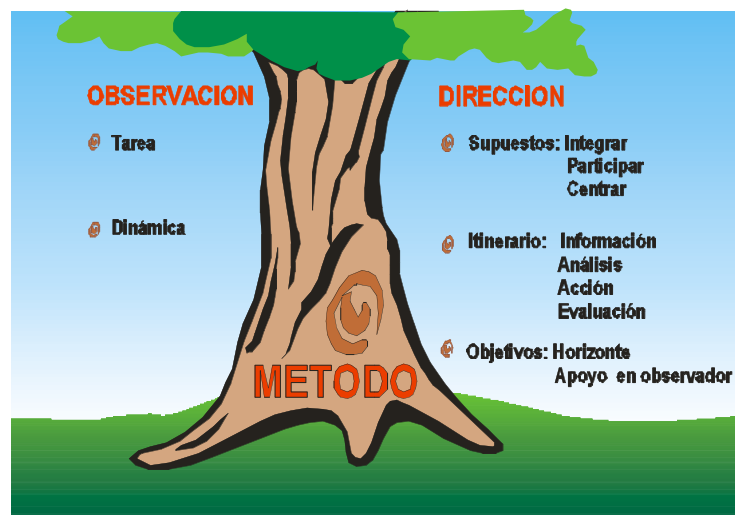 OBSERVACION
Tarea
Dinámica
DIRECCION
Supuestos: Integrar
Participar
Centrar
Itinerario: Información
Análisis
Acción
Evaluación
Objetivos: Horizonte
Apoyo en observador
METODO